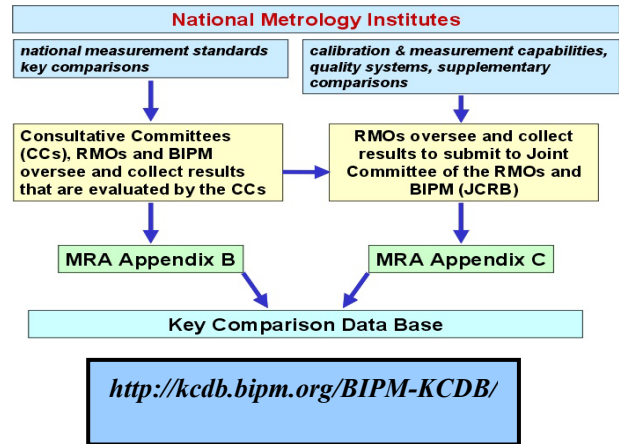 National Metrology Institutes
national measurement standards
key comparisons
calibration & measurement capabilities,
quality systems, supplementary
comparisons
Consultative Committees
(CCs), RMOs and BIPM
oversee and collect results
that are evaluated by the CCs
RMOs oversee and collect
results to submit to Joint
Committee of the RMOs and
BIPM (JCRB)
MRA Appendix B
MRA Appendix C
Key Comparison Data Base
http://kcdb.bipm.org/BIPM-KCDB/